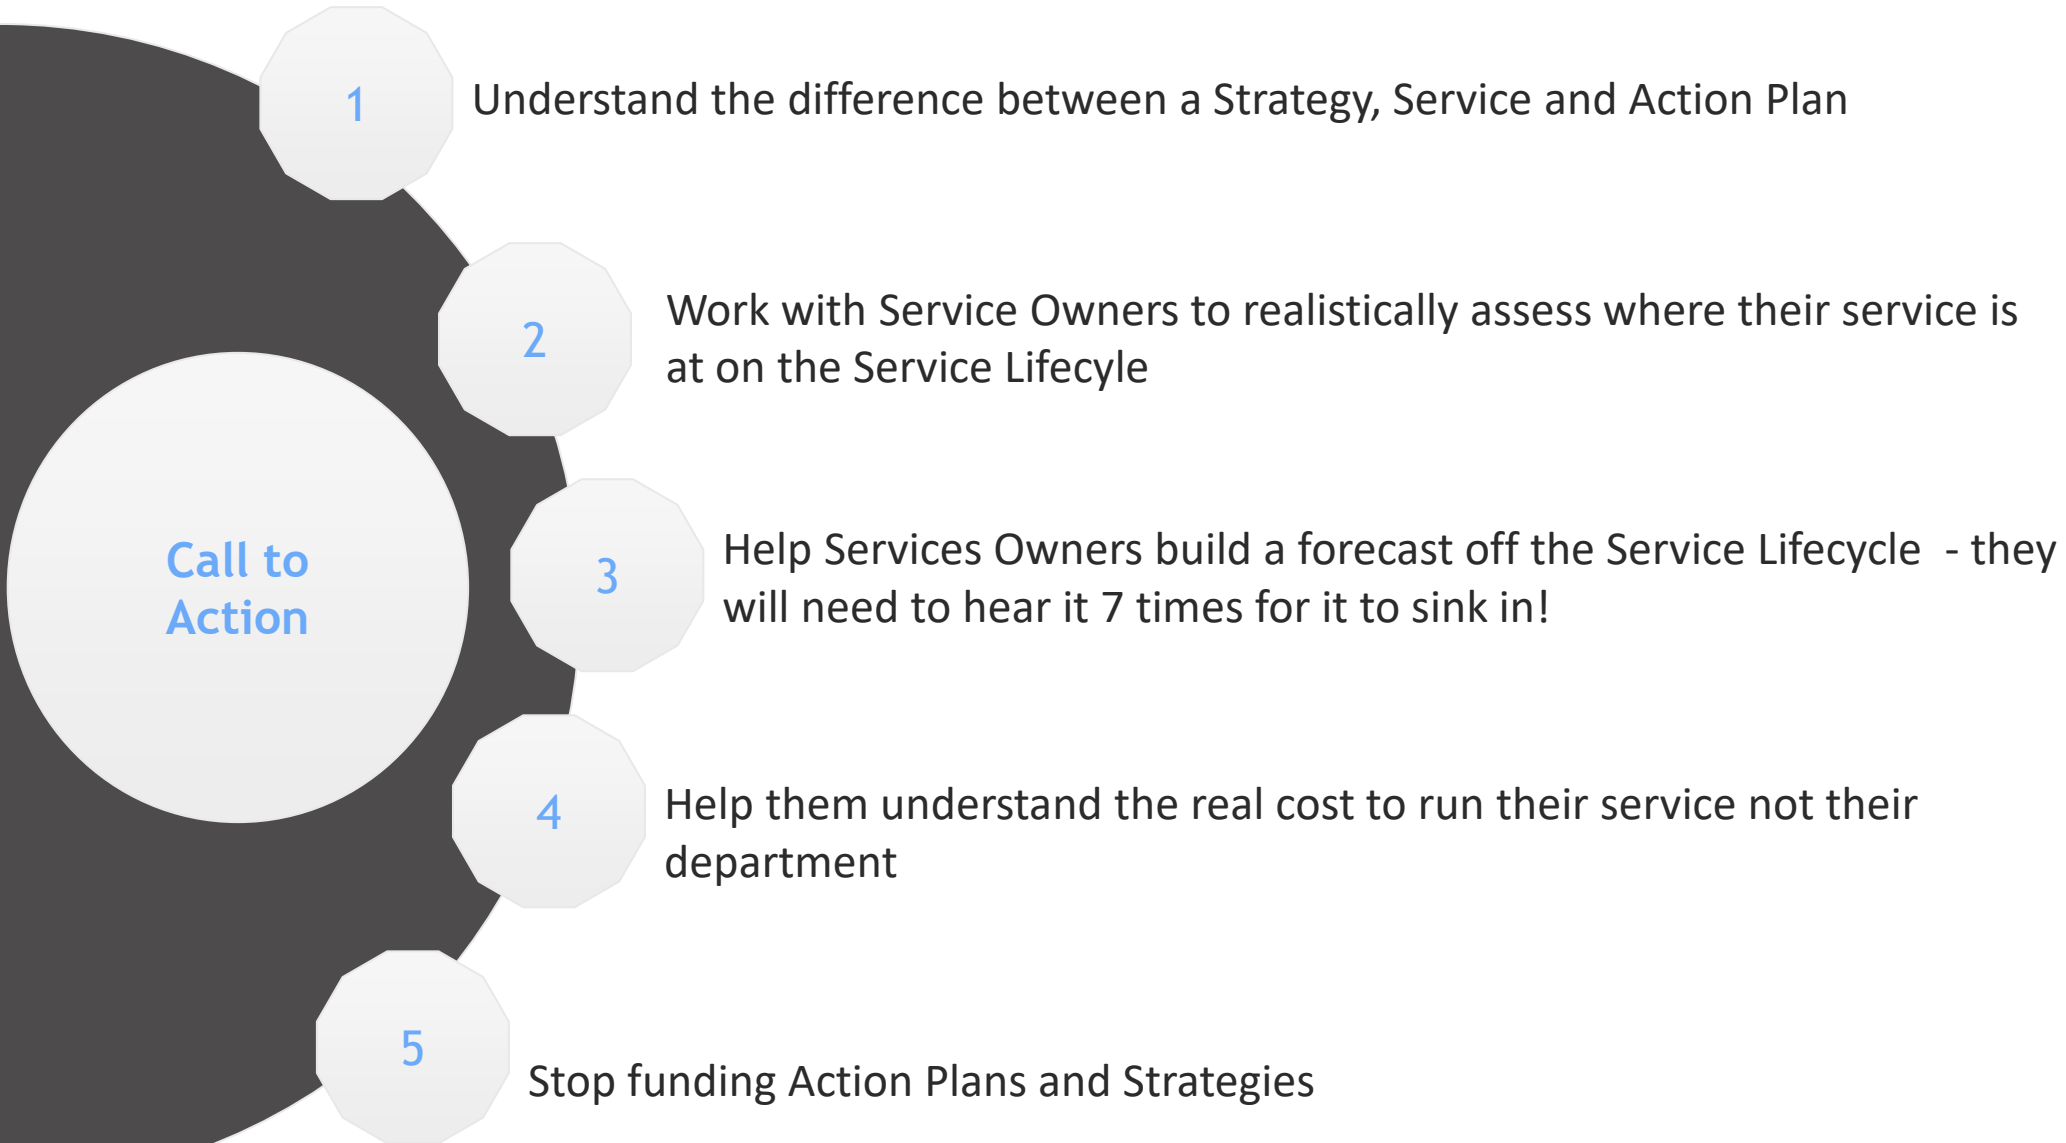 1
Understand the difference between a Strategy, Service and Action Plan
2
Work with Service Owners to realistically assess where their service is
at on the Service Lifecyle
Call to
Action
3
Help Services Owners build a forecast off the Service Lifecycle  - they
will need to hear it 7 times for it to sink in!
4
Help them understand the real cost to run their service not their
department
5
Stop funding Action Plans and Strategies